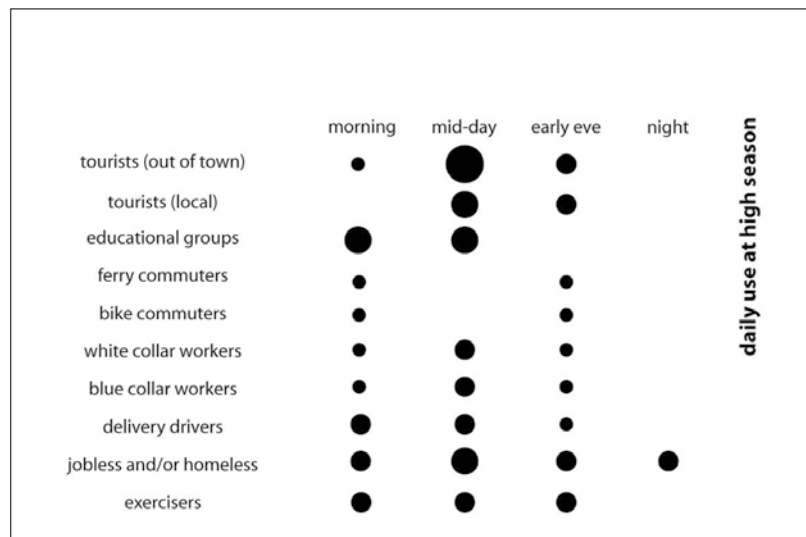 morning mid-day early eve night
tourists (out of town)
tourists (local)
educational groups
ferry commuters
bike commuters
white collar workers
blue collar workers
delivery drivers
jobless and/or homeless
exercisers
daily use at high season